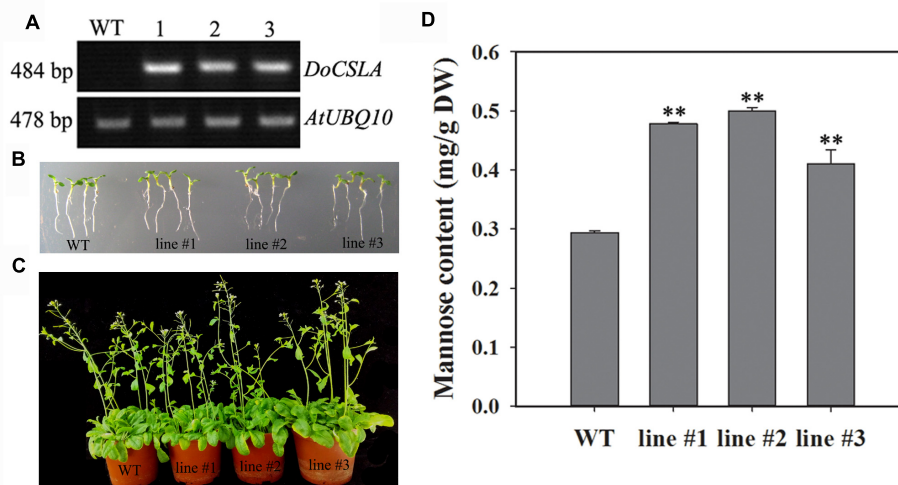 A
WT 1 2 3
484 bp DoCSLA
478 bp AtUBQ10
B
WT line #1 line #2 line #3
C
WT line #1 line #2 line #3
D
Mannose content (mg/g DW)
0.6
0.5
0.4
0.3
0.2
0.1
0.0
** ** **
WT line #1 line #2 line #3